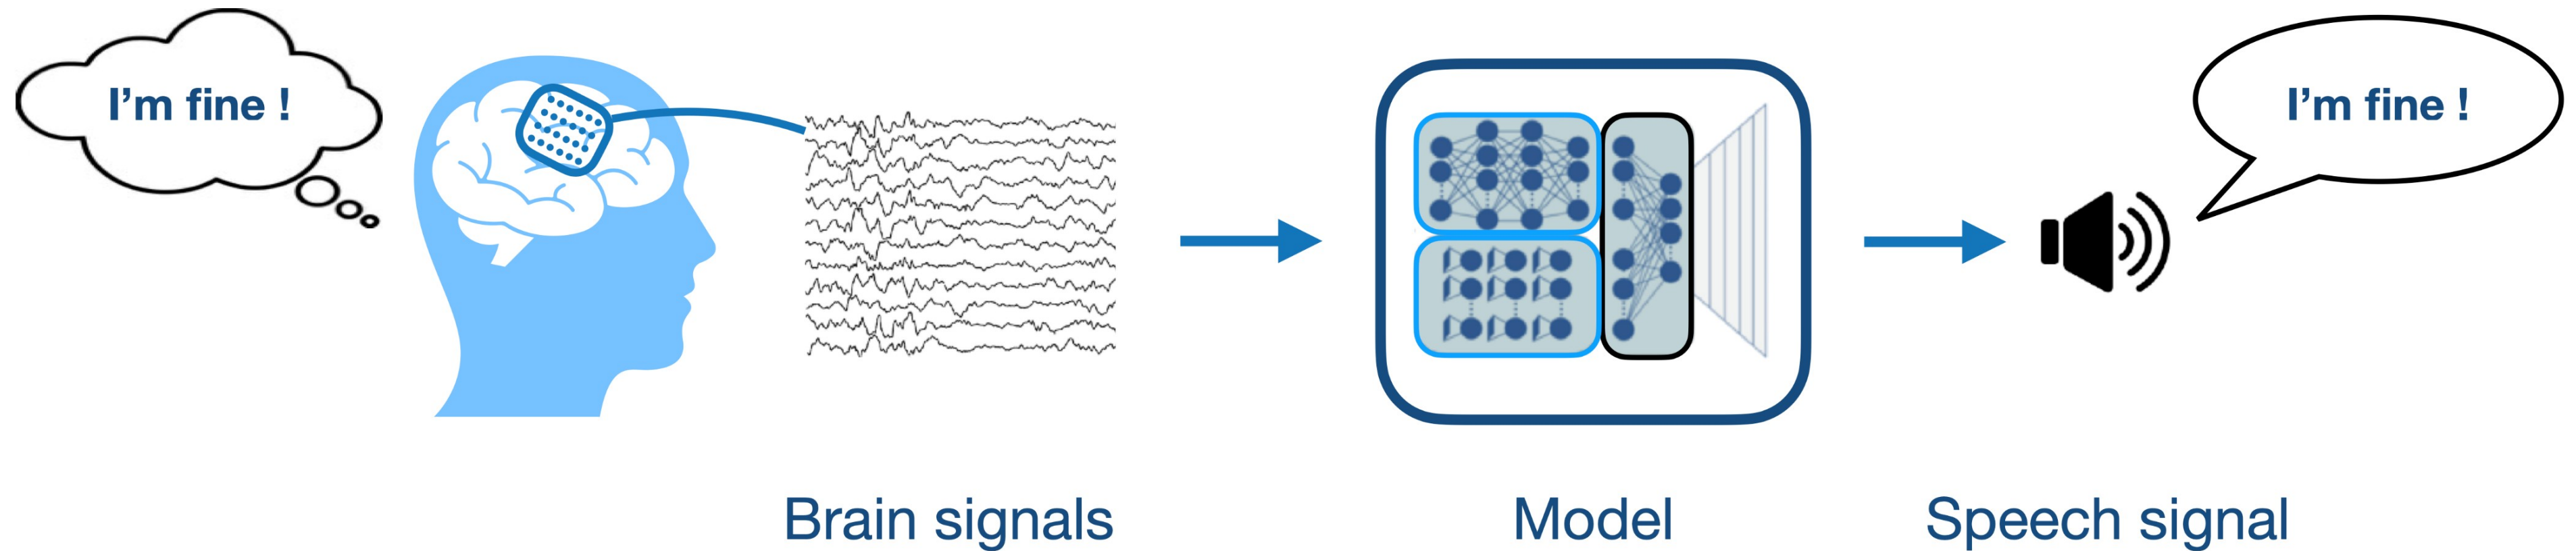 I'm fine !
I'm fine !
Brain signals
Model
Speech signal